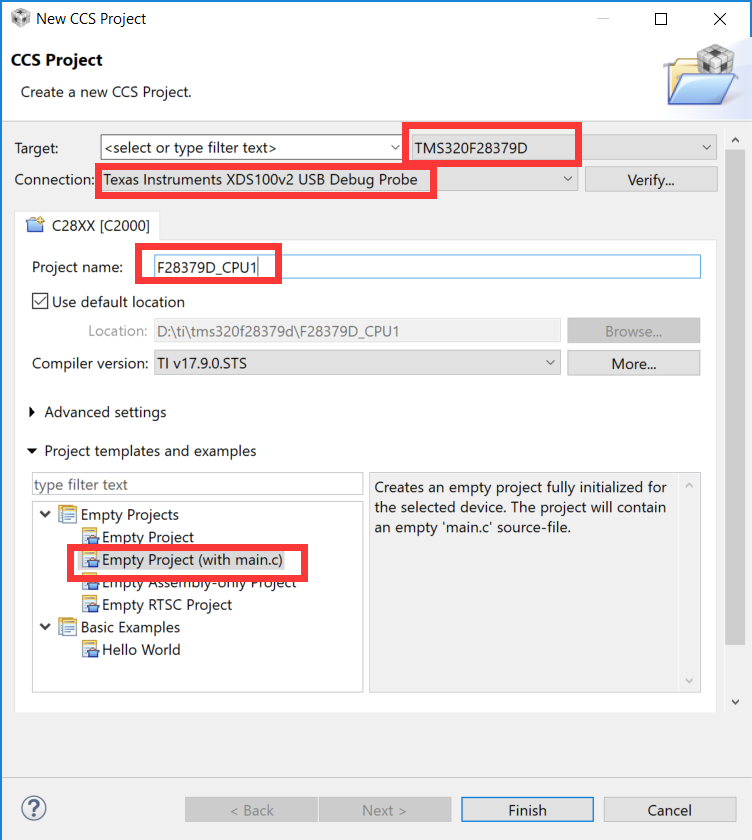 New CCS Project
CCS Project
Create a new CCS Project.
Target: <select or type filter text> TMS320F28379D
Connection: Texas Instruments XDS100v2 USB Debug Probe Verify...
C28XX [C2000]
Project name: F28379D_CPU1
Use default location
Location: D:\ti\tms320f28379d\F28379D_CPU1 Browse...
Compiler version: TI v17.9.0.STS More...
Advanced settings
Project templates and examples
type filter text
Creates an empty project fully initialized for
the selected device. The project will contain
an empty 'main.c' source-file.
Empty Projects
Empty Project
Empty Project (with main.c)
Empty Assembly-only Project
Empty RTSC Project
Basic Examples
Hello World
? < Back Next > Finish Cancel